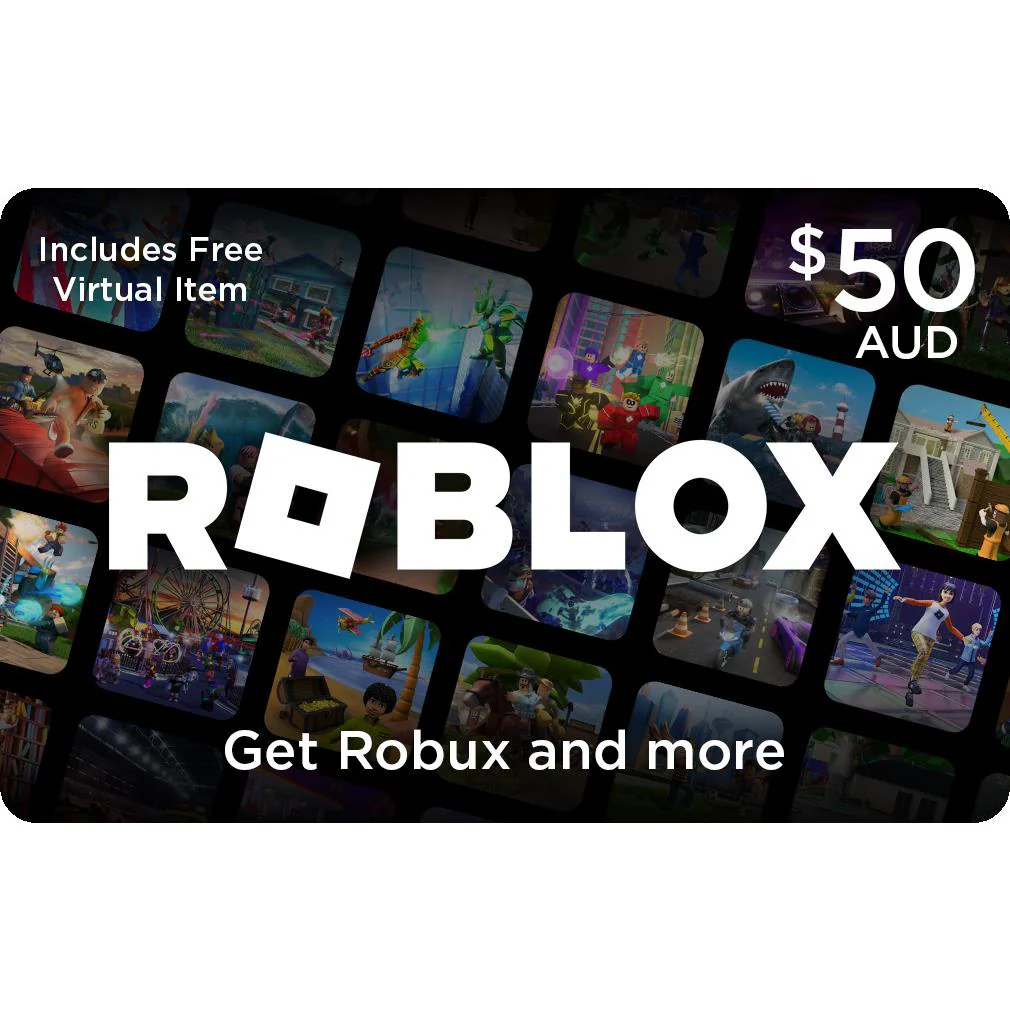 Includes Free
Virtual Item
$50
AUD
ROBLOX
Get Robux and more